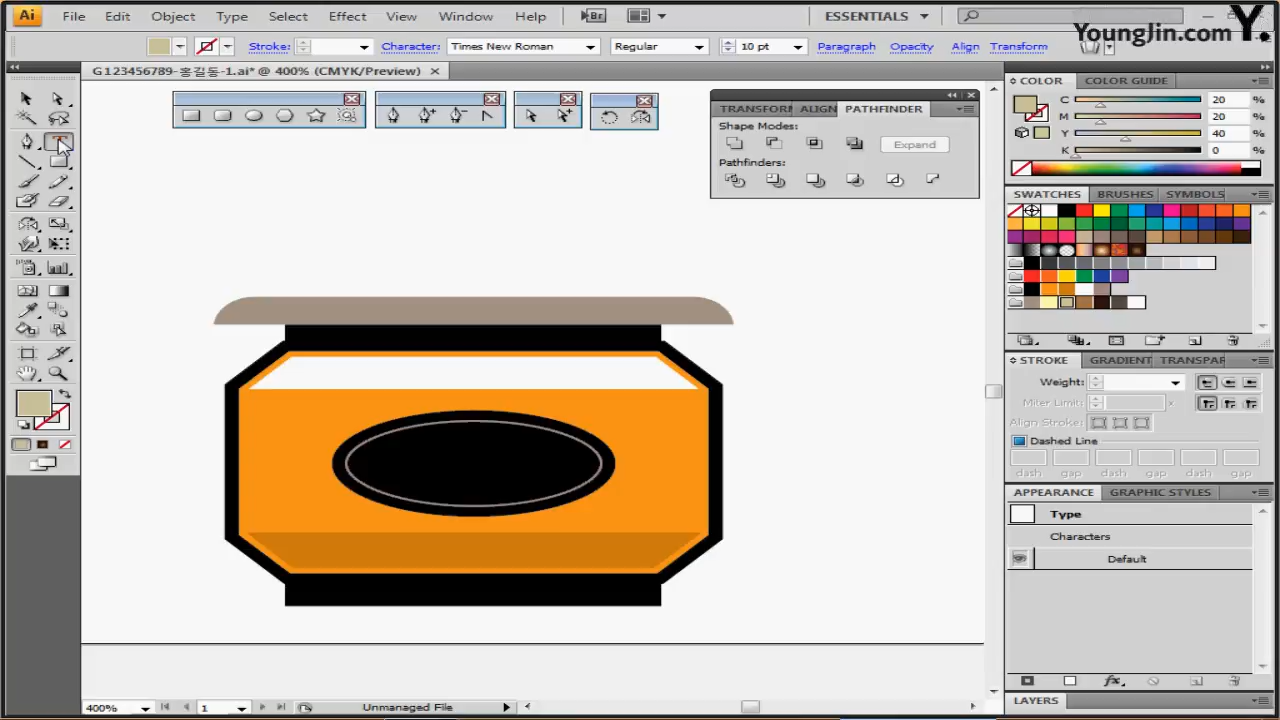 Ai File Edit Object Type Select Effect View Window Help Br ESSENTIALS
YoungJin.com Y.
Stroke: Character: Times New Roman Regular 10 pt Paragraph Opacity Align Transform
G123456789-홍길동-1.ai* @ 400% (CMYK/Preview)
COLOR COLOR GUIDE
C 20 %
M 20 %
Y 40 %
K 0 %
TRANSFORM ALIGN PATHFINDER
Shape Modes:
Expand
Pathfinders:
SWATCHES BRUSHES SYMBOLS
STROKE GRADIENT TRANSPAR
Weight:
Miter Limit: x
Align Stroke:
Dashed Line
dash gap dash gap dash gap
APPEARANCE GRAPHIC STYLES
Type
Characters
Default
fx
LAYERS
400% 1 Unmanaged File